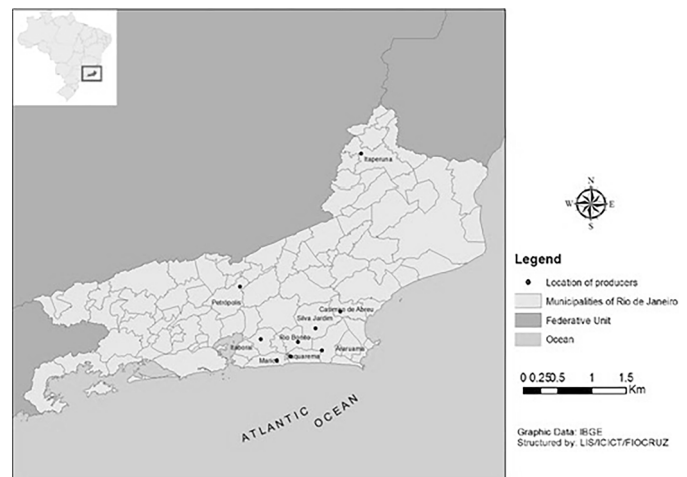 Itaperuna
Petrópolis
Casimiro de Abreu
Silva Jardim
Itaboraí
Rio Bonito
Araruama
Maricá
Saquarema
ATLANTIC OCEAN
N
W E
S
Legend
Location of producers
Municipalities of Rio de Janeiro
Federative Unit
Ocean
0 0.250.5 1 1.5
Km
Graphic Data: IBGE
Structured by: LIS/ICICT/FIOCRUZ